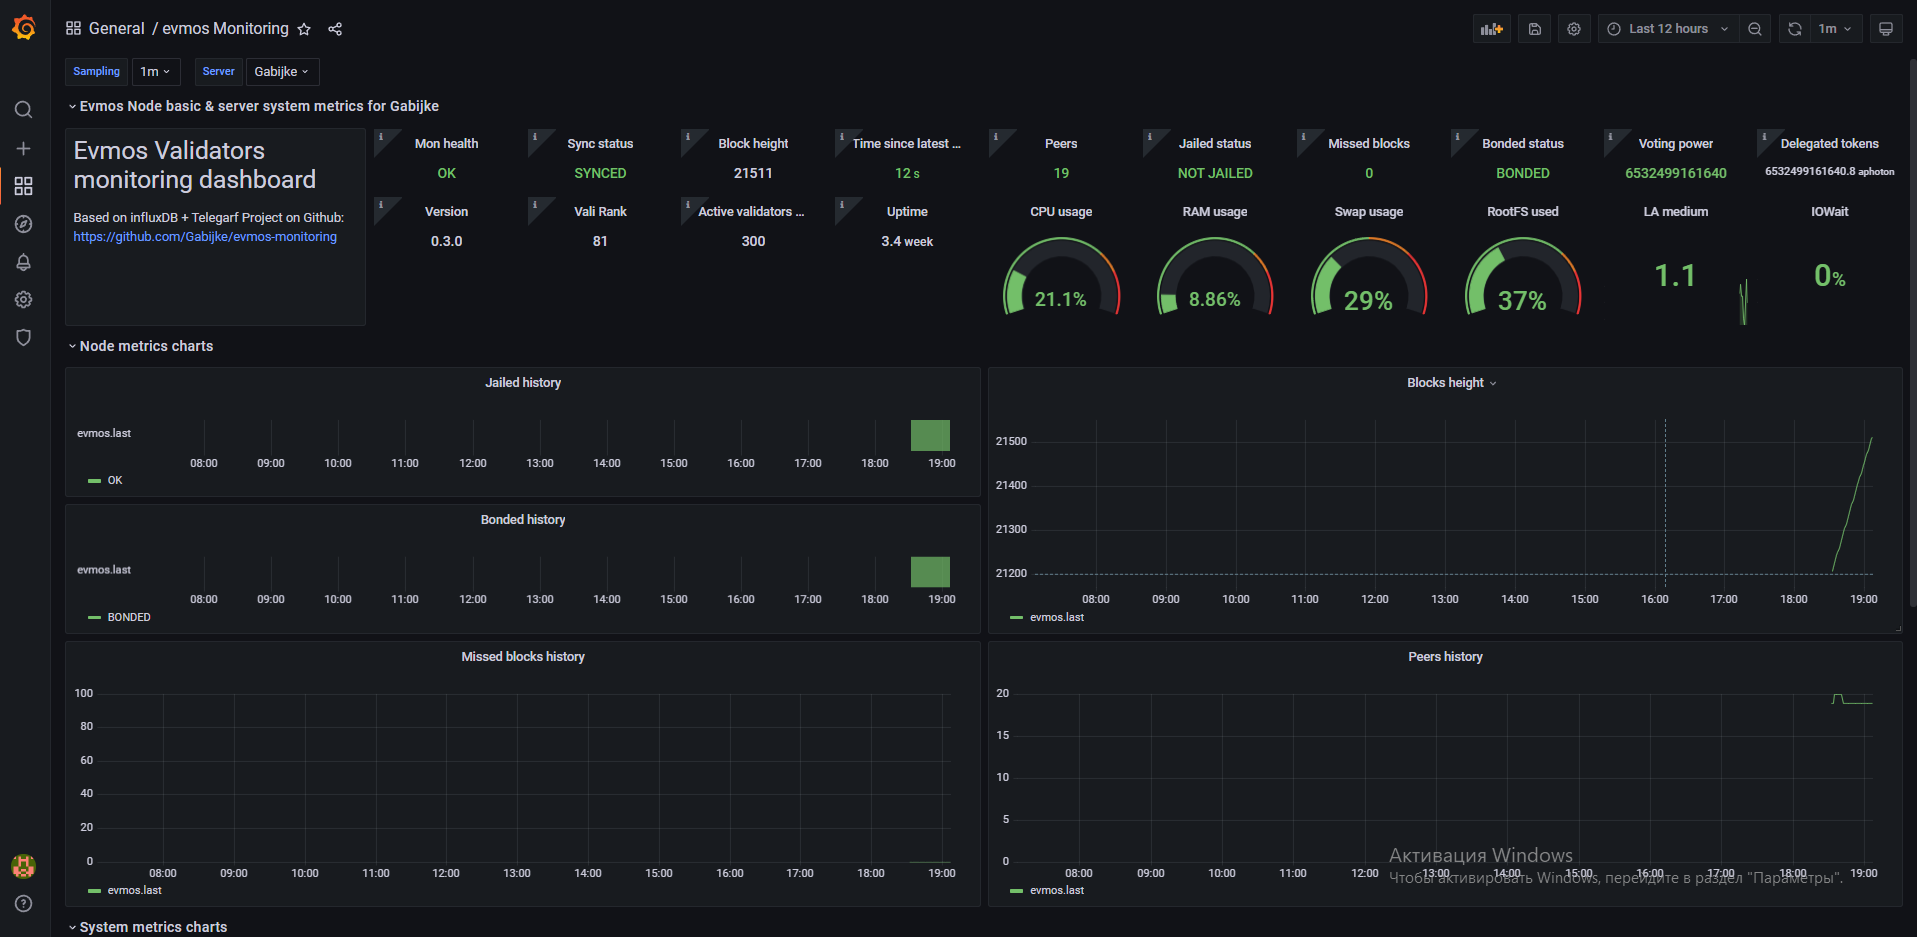 General / evmos Monitoring
Last 12 hours
1m
Sampling 1m Server Gabijke
Evmos Node basic & server system metrics for Gabijke
Evmos Validators
monitoring dashboard
Based on influxDB + Telegarf Project on Github:
https://github.com/Gabijke/evmos-monitoring
Mon health
OK
Sync status
SYNCED
Block height
21511
Time since latest ...
12 s
Peers
19
Jailed status
NOT JAILED
Missed blocks
0
Bonded status
BONDED
Voting power
6532499161640
Delegated tokens
6532499161640.8 aphoton
Version
0.3.0
Vali Rank
81
Active validators ...
300
Uptime
3.4 week
CPU usage
21.1%
RAM usage
8.86%
Swap usage
29%
RootFS used
37%
LA medium
1.1
IOWait
0%
Node metrics charts
Jailed history
evmos.last
08:00 09:00 10:00 11:00 12:00 13:00 14:00 15:00 16:00 17:00 18:00 19:00
OK
Bonded history
evmos.last
08:00 09:00 10:00 11:00 12:00 13:00 14:00 15:00 16:00 17:00 18:00 19:00
BONDED
Blocks height
21500
21400
21300
21200
08:00 09:00 10:00 11:00 12:00 13:00 14:00 15:00 16:00 17:00 18:00 19:00
evmos.last
Missed blocks history
100
80
60
40
20
0
08:00 09:00 10:00 11:00 12:00 13:00 14:00 15:00 16:00 17:00 18:00 19:00
evmos.last
Peers history
20
15
10
5
0
08:00 09:00 10:00 11:00 12:00 13:00 14:00 15:00 16:00 17:00 18:00 19:00
evmos.last
Активация Windows
Чтобы активировать Windows, перейдите в раздел "Параметры".
System metrics charts